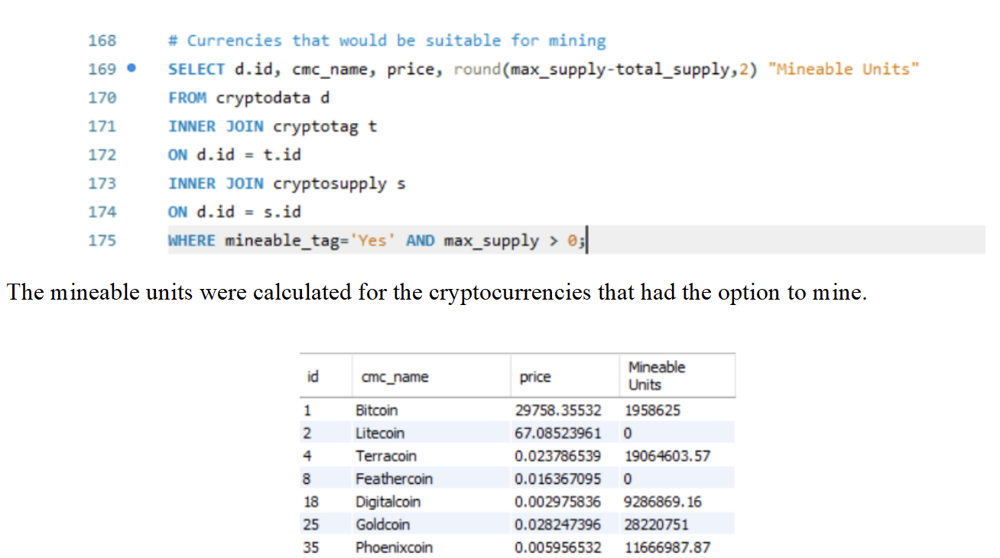 168 # Currencies that would be suitable for mining
169 SELECT d.id, cmc_name, price, round(max_supply-total_supply,2) "Mineable Units"
170 FROM cryptodata d
171 INNER JOIN cryptotag t
172 ON d.id = t.id
173 INNER JOIN cryptosupply s
174 ON d.id = s.id
175 WHERE mineable_tag='Yes' AND max_supply > 0;
The mineable units were calculated for the cryptocurrencies that had the option to mine.
id cmc_name price Mineable Units
1 Bitcoin 29758.35532 1958625
2 Litecoin 67.08523961 0
4 Terracoin 0.023786539 19064603.57
8 Feathercoin 0.016367095 0
18 Digitalcoin 0.002975836 9286869.16
25 Goldcoin 0.028247396 28220751
35 Phoenixcoin 0.005956532 11666987.87